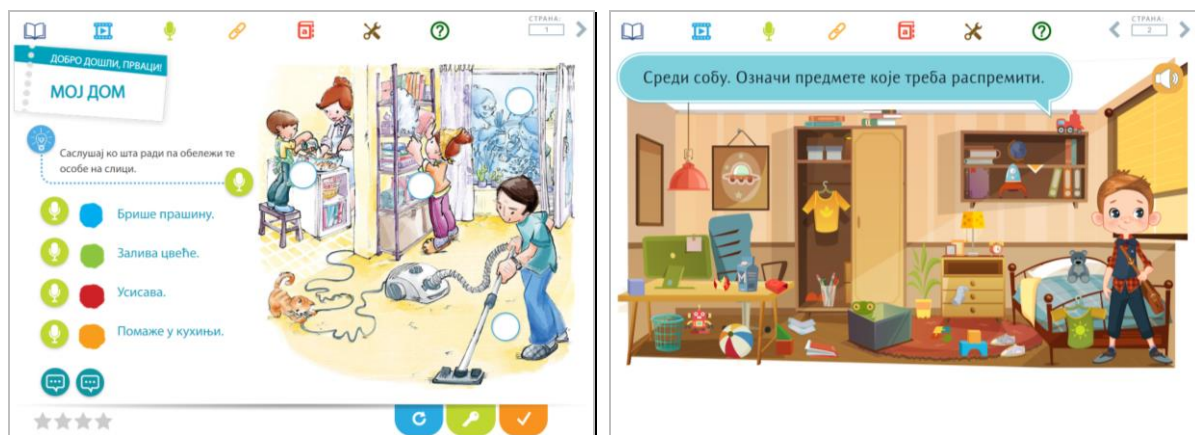 СТРАНА:
1
ДОБРО ДОШЛИ, ПРВАЦИ!
МОЈ ДОМ
Саслушај ко шта ради па обележи те
особе на слици.
Брише прашину.
Залива цвеће.
Усисава.
Помаже у кухињи.
СТРАНА:
2
Среди собу. Означи предмете које треба распремити.